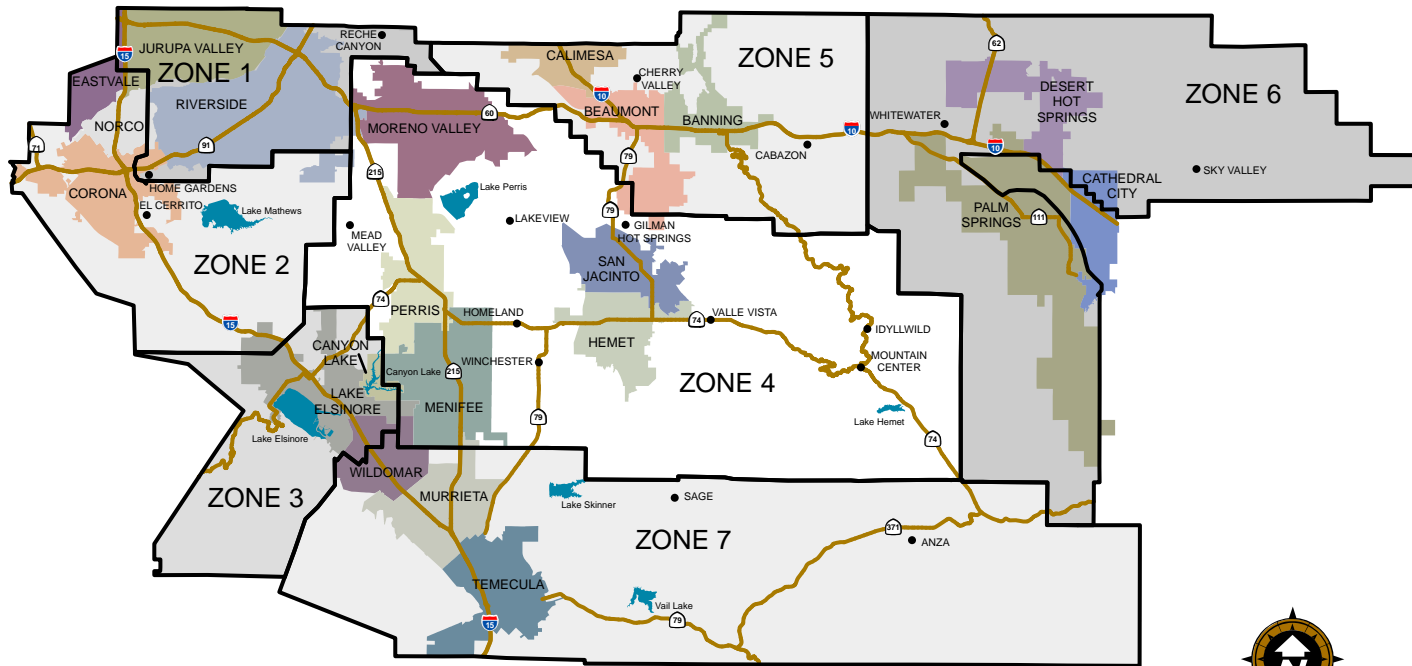 RECHE
CANYON
JURUPA VALLEY
15
ZONE 1
EASTVALE
RIVERSIDE
NORCO
91
71
CORONA
HOME GARDENS
EL CERRITO
Lake Mathews
ZONE 2
15
CALIMESA
CHERRY
VALLEY
ZONE 5
10
BEAUMONT
BANNING
60
MORENO VALLEY
79
CABAZON
10
215
Lake Perris
LAKEVIEW
79
GILMAN
HOT SPRINGS
MEAD
VALLEY
SAN
JACINTO
62
DESERT
HOT
SPRINGS
ZONE 6
WHITEWATER
10
SKY VALLEY
CATHEDRAL
CITY
PALM
SPRINGS
111
74
PERRIS
HOMELAND
74
VALLE VISTA
IDYLLWILD
HEMET
MOUNTAIN
CENTER
CANYON
LAKE
Canyon Lake
215
WINCHESTER
ZONE 4
LAKE
ELSINORE
MENIFEE
79
Lake Hemet
74
Lake Elsinore
WILDOMAR
ZONE 3
MURRIETA
Lake Skinner
SAGE
ZONE 7
371
ANZA
TEMECULA
Vail Lake
79
15